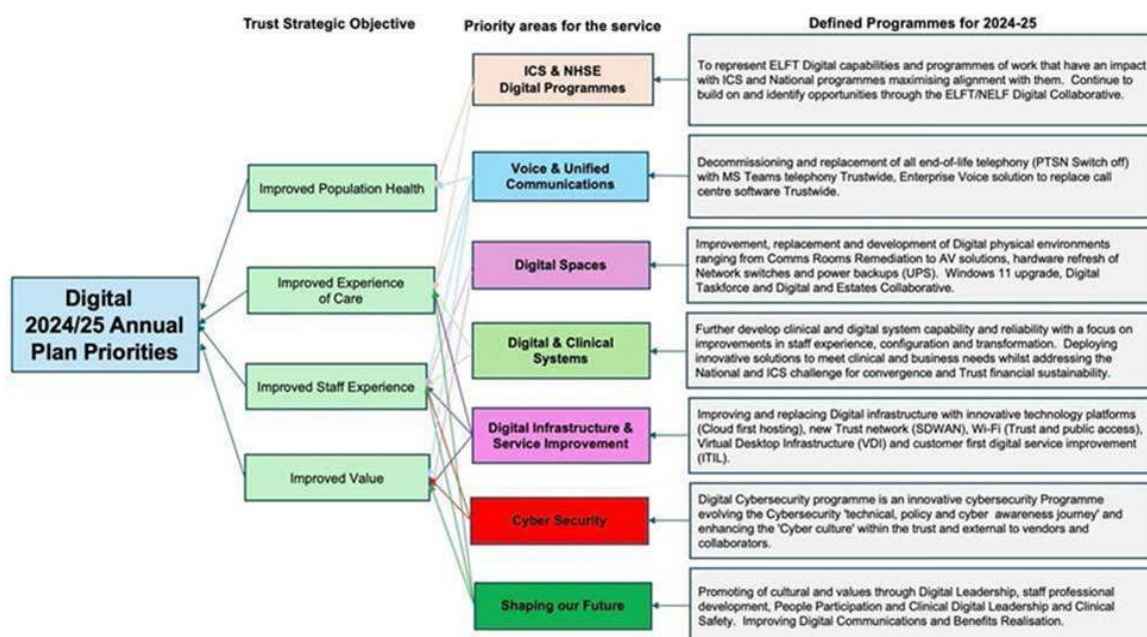 Trust Strategic Objective
Priority areas for the service
Defined Programmes for 2024-25
Digital
2024/25 Annual
Plan Priorities
Improved Population Health
Improved Experience
of Care
Improved Staff Experience
Improved Value
ICS & NHSE
Digital Programmes
Voice & Unified
Communications
Digital Spaces
Digital & Clinical
Systems
Digital Infrastructure &
Service Improvement
Cyber Security
Shaping our Future
To represent ELFT Digital capabilities and programmes of work that have an impact
with ICS and National programmes maximising alignment with them. Continue to
build on and identify opportunities through the ELFT/NELF Digital Collaborative.
Decommissioning and replacement of all end-of-life telephony (PTSN Switch off)
with MS Teams telephony Trustwide, Enterprise Voice solution to replace call
centre software Trustwide.
Improvement, replacement and development of Digital physical environments
ranging from Comms Rooms Remediation to AV solutions, hardware refresh of
Network switches and power backups (UPS). Windows 11 upgrade, Digital
Taskforce and Digital and Estates Collaborative.
Further develop clinical and digital system capability and reliability with a focus on
improvements in staff experience, configuration and transformation. Deploying
innovative solutions to meet clinical and business needs whilst addressing the
National and ICS challenge for convergence and Trust financial sustainability.
Improving and replacing Digital infrastructure with innovative technology platforms
(Cloud first hosting), new Trust network (SDWAN), Wi-Fi (Trust and public access),
Virtual Desktop Infrastructure (VDI) and customer first digital service improvement
(ITIL).
Digital Cybersecurity programme is an innovative cybersecurity Programme
evolving the Cybersecurity 'technical, policy and cyber awareness journey' and
enhancing the 'Cyber culture' within the trust and external to vendors and
collaborators.
Promoting of cultural and values through Digital Leadership, staff professional
development, People Participation and Clinical Digital Leadership and Clinical
Safety. Improving Digital Communications and Benefits Realisation.